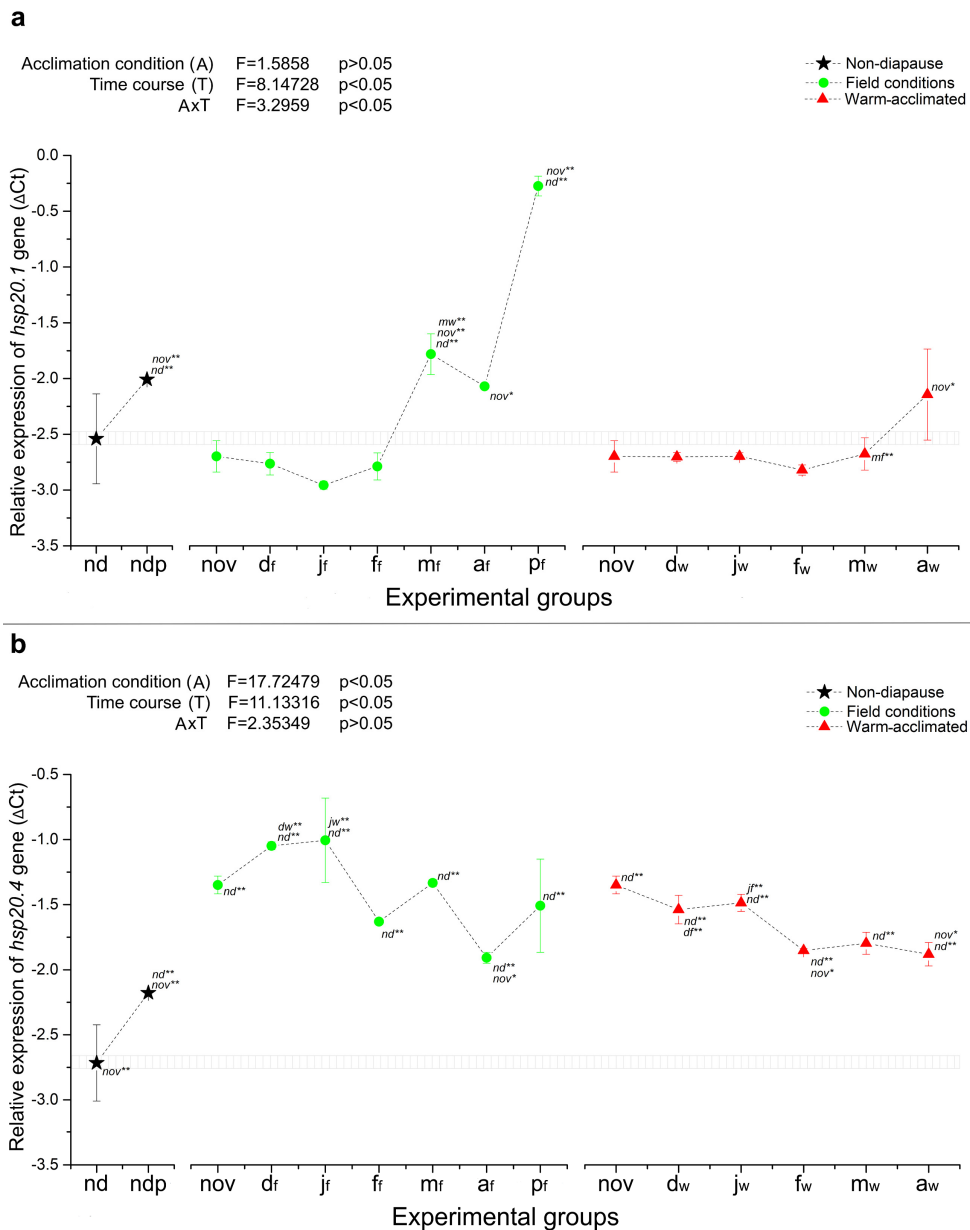 a
Acclimation condition (A) F=1.5858 p>0.05
Time course (T) F=8.14728 p<0.05
AxT F=3.2959 p<0.05
Non-diapause
Field conditions
Warm-acclimated
Relative expression of hsp20.1 gene (ΔCt)
0.0
-0.5
-1.0
-1.5
-2.0
-2.5
-3.0
-3.5
nov**
nd**
mw**
nov**
nd**
nov*
nov**
nd**
mf**
nov*
nd ndp nov df jf ff mf af pf nov dw jw fw mw aw
Experimental groups
b
Acclimation condition (A) F=17.72479 p<0.05
Time course (T) F=11.13316 p<0.05
AxT F=2.35349 p>0.05
Non-diapause
Field conditions
Warm-acclimated
Relative expression of hsp20.4 gene (ΔCt)
-0.5
-1.0
-1.5
-2.0
-2.5
-3.0
-3.5
nov**
nd**
nov**
nd**
dw**
nd**
jw**
nd**
nd**
nd**
nd**
nov*
nd**
nd**
nd**
df**
jf**
nd**
nd**
nov*
nd**
nov*
nd**
nd ndp nov df jf ff mf af pf nov dw jw fw mw aw
Experimental groups